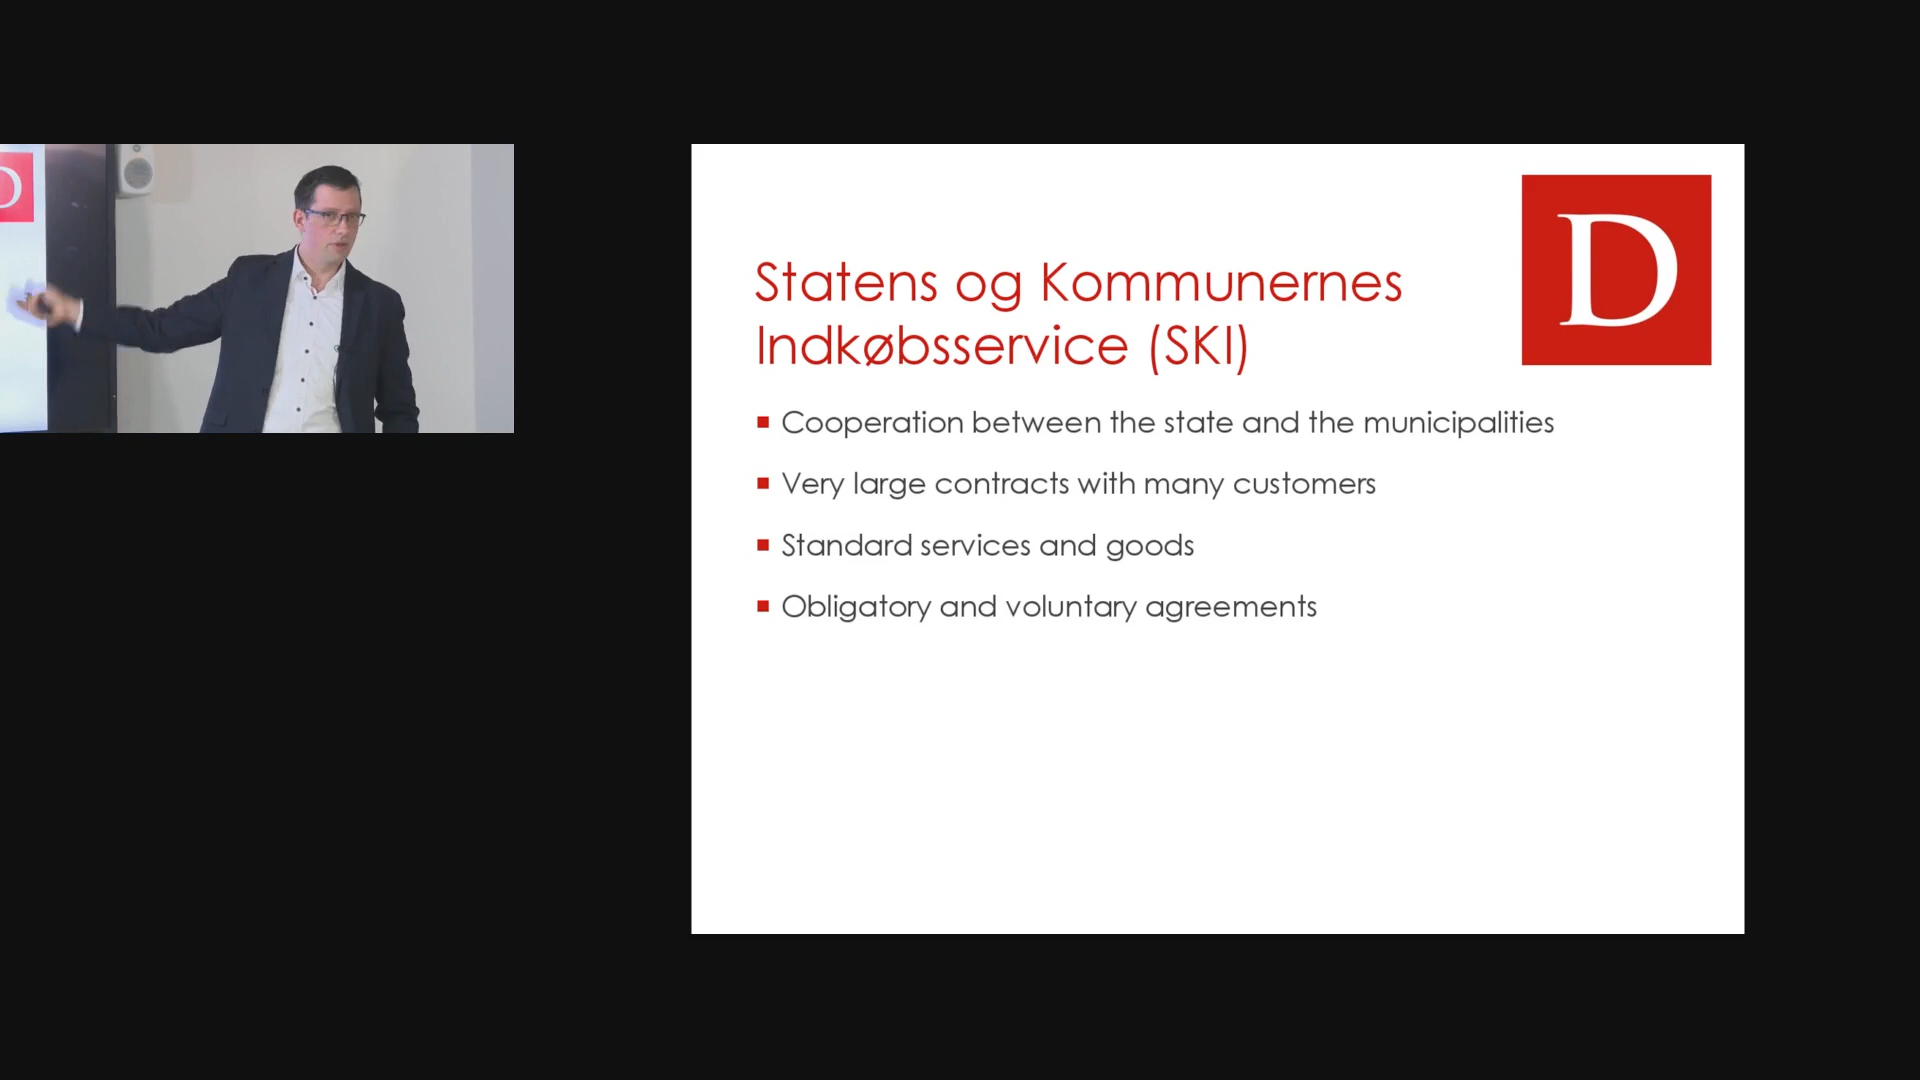 D
Statens og Kommunernes
Indkøbsservice (SKI)
D
Cooperation between the state and the municipalities
Very large contracts with many customers
Standard services and goods
Obligatory and voluntary agreements